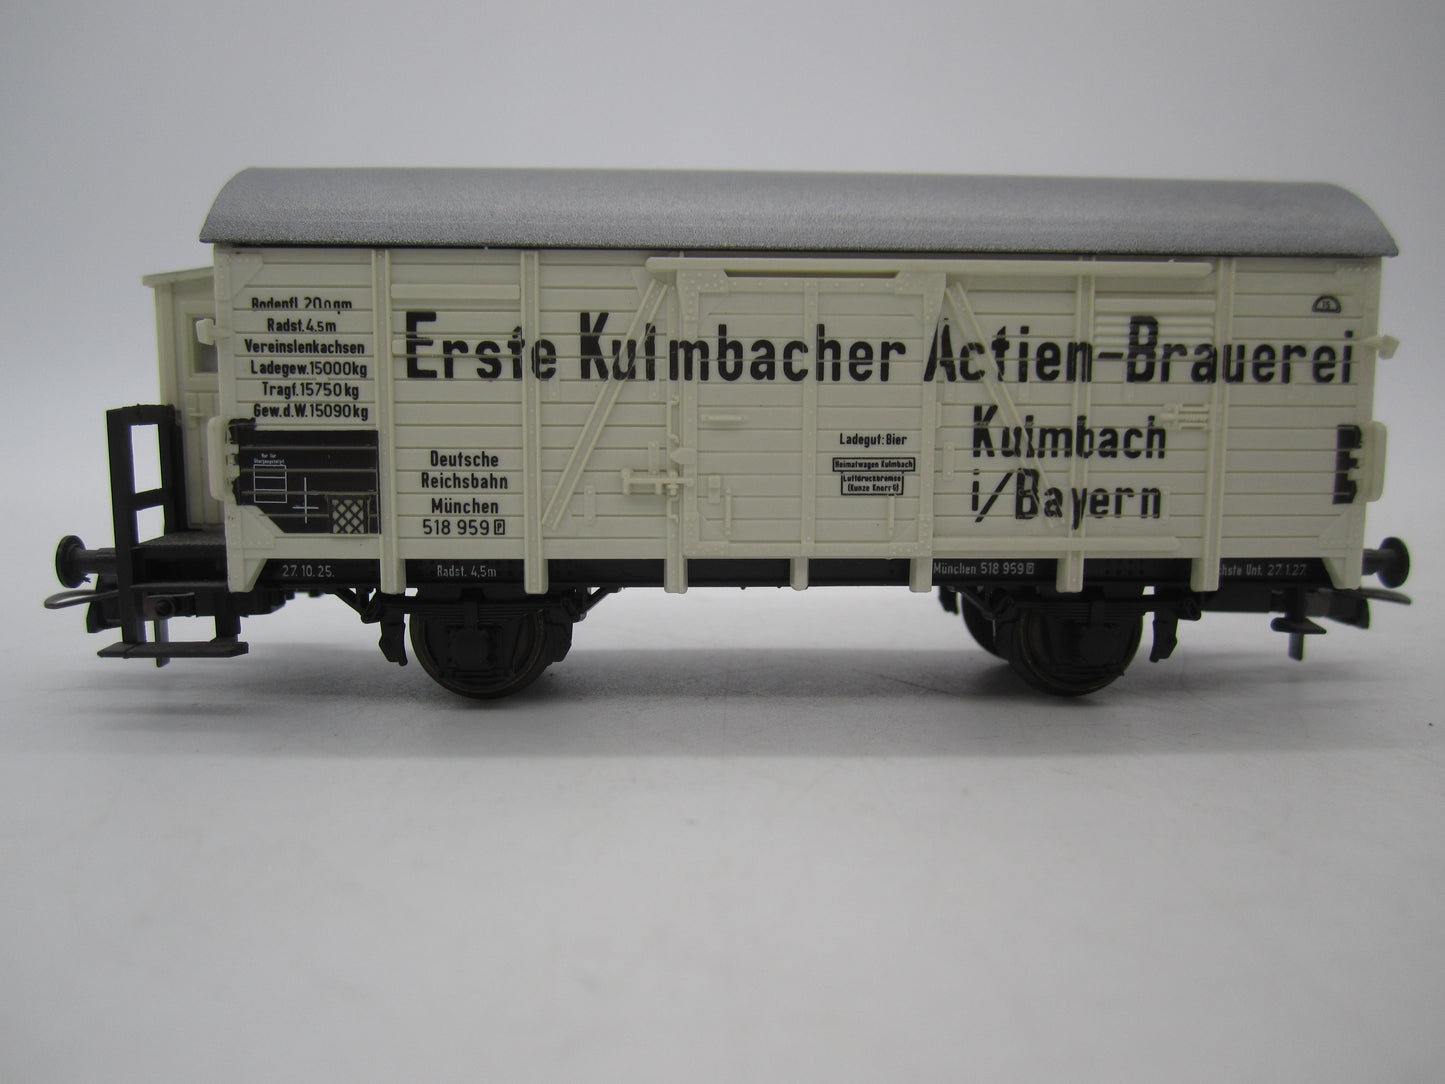 Bodenfl. 20,0 qm
Radst. 4,5m
Vereinslenkachsen
Ladegew. 15000kg
Tragf. 15750kg
Gew.d.W. 15090kg
Erste Kulmbacher Actien-Brauerei
Kulmbach
i/Bayern
Deutsche
Reichsbahn
München
518 959 P
Ladegut: Bier
Heimatwagen Kulmbach
Luftdruckbremse
(Kunze Knorr G)
E
27.10.25.
Radst. 4,5m
München 518 959 P
Unt. 27.1.27.